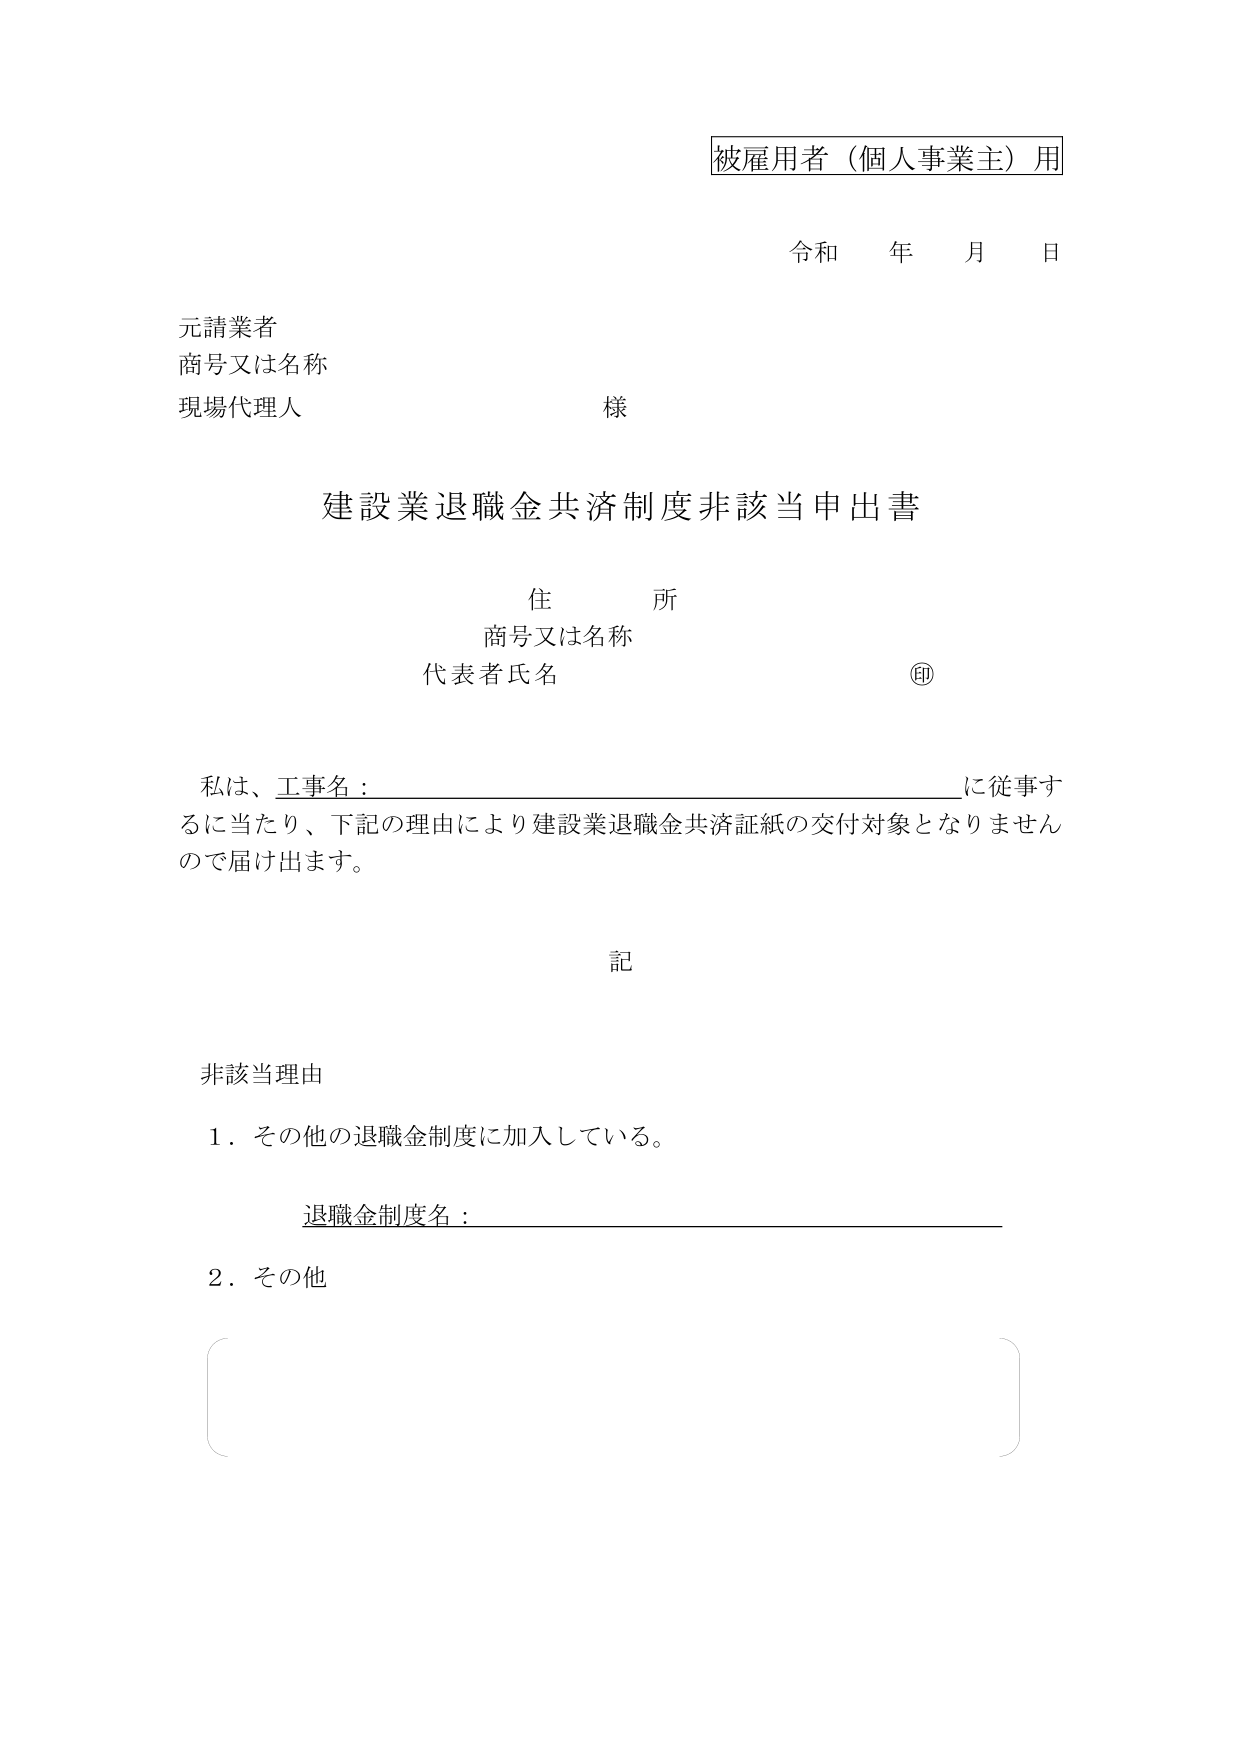 被雇用者（個人事業主）用
令和　　年　　月　　日
元請業者
商号又は名称
現場代理人　　　　　　　　　　　　様
建設業退職金共済制度非該当申出書
住　　　　所
商号又は名称
代表者氏名　　　　　　　　　　　　　　㊞
私は、工事名：　　　　　　　　　　　　　　　　　　　　　　　　に従事す
るに当たり、下記の理由により建設業退職金共済証紙の交付対象となりません
ので届け出ます。
記
非該当理由
１．その他の退職金制度に加入している。
退職金制度名：
２．その他